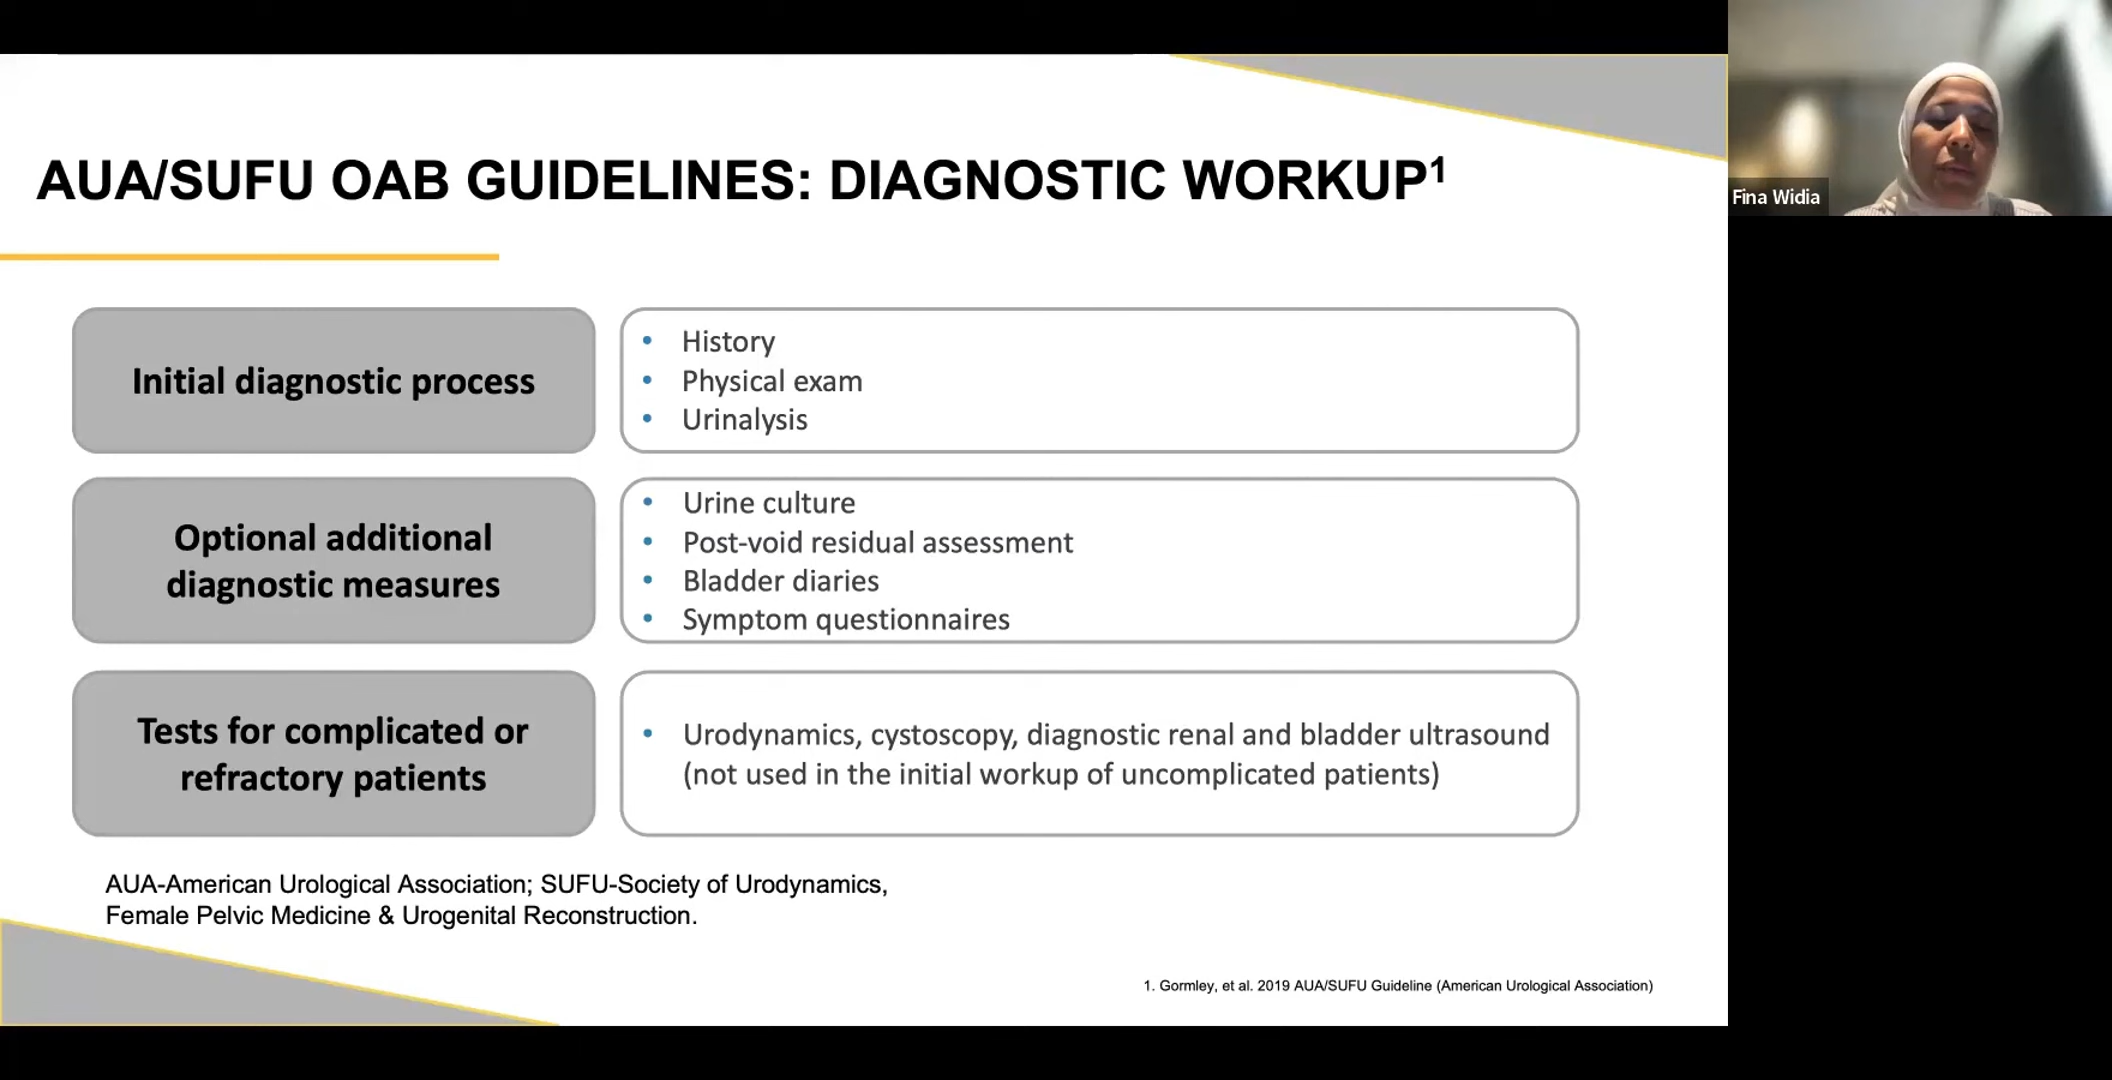 AUA/SUFU OAB GUIDELINES: DIAGNOSTIC WORKUP¹
Fina Widia
Initial diagnostic process
• History
• Physical exam
• Urinalysis
Optional additional
diagnostic measures
• Urine culture
• Post-void residual assessment
• Bladder diaries
• Symptom questionnaires
Tests for complicated or
refractory patients
• Urodynamics, cystoscopy, diagnostic renal and bladder ultrasound
(not used in the initial workup of uncomplicated patients)
AUA-American Urological Association; SUFU-Society of Urodynamics,
Female Pelvic Medicine & Urogenital Reconstruction.
1. Gormley, et al. 2019 AUA/SUFU Guideline (American Urological Association)